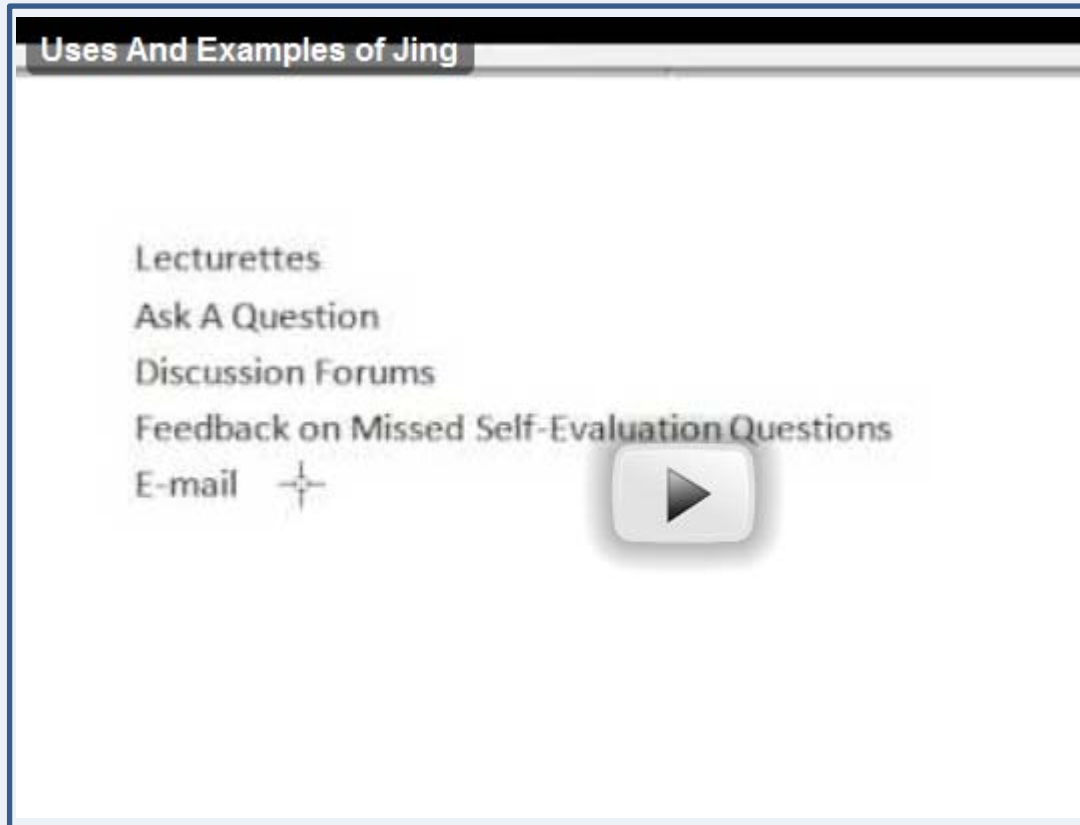 Uses And Examples of Jing
Lecturettes
Ask A Question
Discussion Forums
Feedback on Missed Self-Evaluation Questions
E-mail